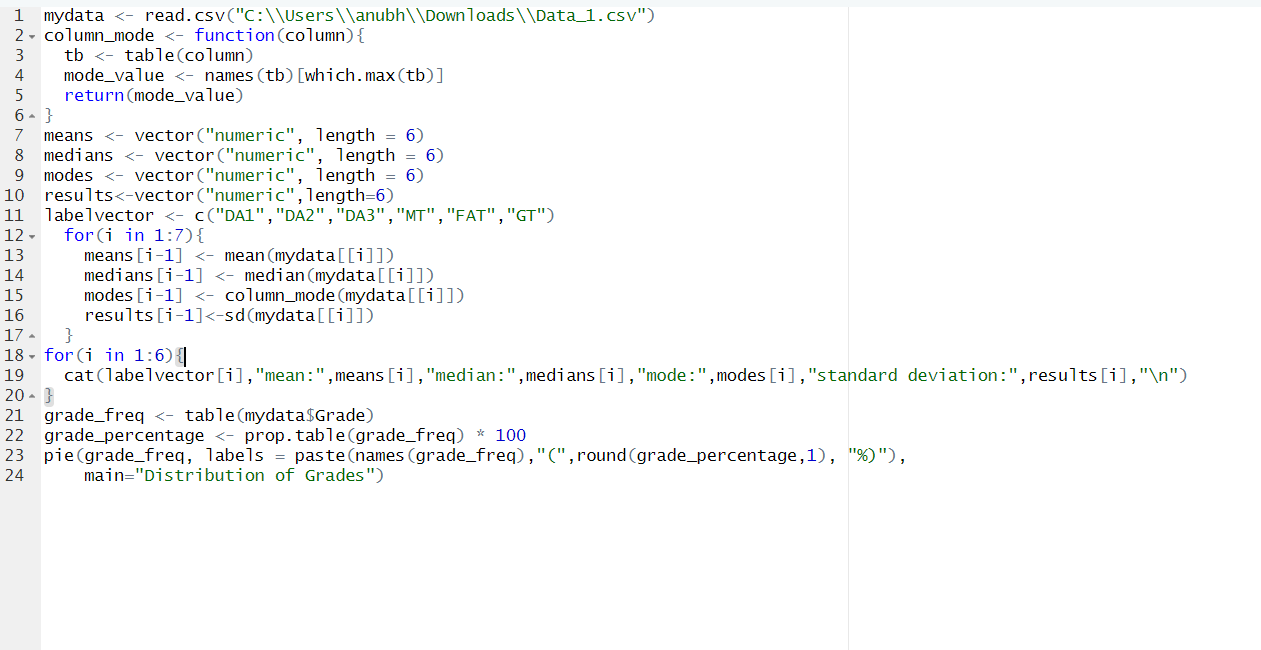 1 mydata <- read.csv("C:\\Users\\anubh\\Downloads\\Data_1.csv")
2 column_mode <- function(column){
3   tb <- table(column)
4   mode_value <- names(tb)[which.max(tb)]
5   return(mode_value)
6 }
7 means <- vector("numeric", length = 6)
8 medians <- vector("numeric", length = 6)
9 modes <- vector("numeric", length = 6)
10 results<-vector("numeric",length=6)
11 labelvector <- c("DA1","DA2","DA3","MT","FAT","GT")
12   for(i in 1:7){
13     means[i-1] <- mean(mydata[[i]])
14     medians[i-1] <- median(mydata[[i]])
15     modes[i-1] <- column_mode(mydata[[i]])
16     results[i-1]<-sd(mydata[[i]])
17   }
18 for(i in 1:6){
19   cat(labelvector[i],"mean:",means[i],"median:",medians[i],"mode:",modes[i],"standard deviation:",results[i],"\n")
20 }
21 grade_freq <- table(mydata$Grade)
22 grade_percentage <- prop.table(grade_freq) * 100
23 pie(grade_freq, labels = paste(names(grade_freq),"(",round(grade_percentage,1), "%)"),
24     main="Distribution of Grades")